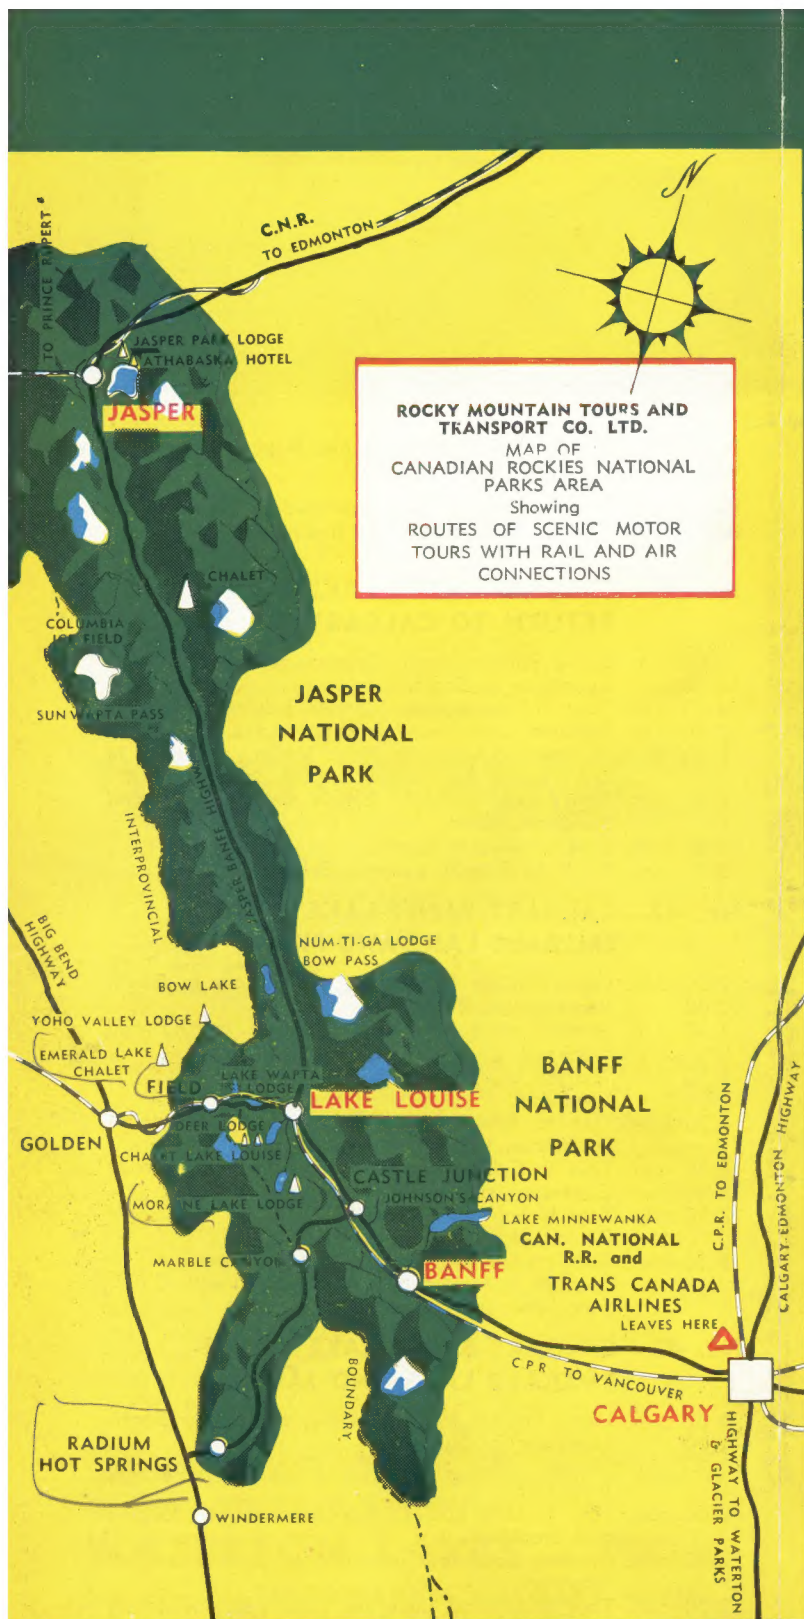 N
C.N.R.
TO EDMONTON
TO PRINCE RUPERT
JASPER PARK LODGE
ATHABASKA HOTEL
JASPER
ROCKY MOUNTAIN TOURS AND
TRANSPORT CO. LTD.
MAP OF
CANADIAN ROCKIES NATIONAL
PARKS AREA
Showing
ROUTES OF SCENIC MOTOR
TOURS WITH RAIL AND AIR
CONNECTIONS
CHALET
COLUMBIA
ICE FIELD
SUNWAPTA PASS
JASPER
NATIONAL
PARK
JASPER BANFF HIGHWAY
INTERPROVINCIAL
BIG BEND
HIGHWAY
NUM-TI-GA LODGE
BOW PASS
BOW LAKE
YOHO VALLEY LODGE
EMERALD LAKE
CHALET
LAKE WAPTA
LODGE
FIELD
LAKE LOUISE
BANFF
NATIONAL
PARK
GOLDEN
DEER LODGE
CHALET LAKE LOUISE
CASTLE JUNCTION
MORAINE LAKE LODGE
JOHNSON'S CANYON
LAKE MINNEWANKA
MARBLE CANYON
BANFF
CAN. NATIONAL
R.R. and
TRANS CANADA
AIRLINES
LEAVES HERE
C.P.R. TO EDMONTON
CALGARY-EDMONTON HIGHWAY
C.P.R. TO VANCOUVER
CALGARY
BOUNDARY
RADIUM
HOT SPRINGS
WINDERMERE
HIGHWAY TO WATERTON
& GLACIER PARKS